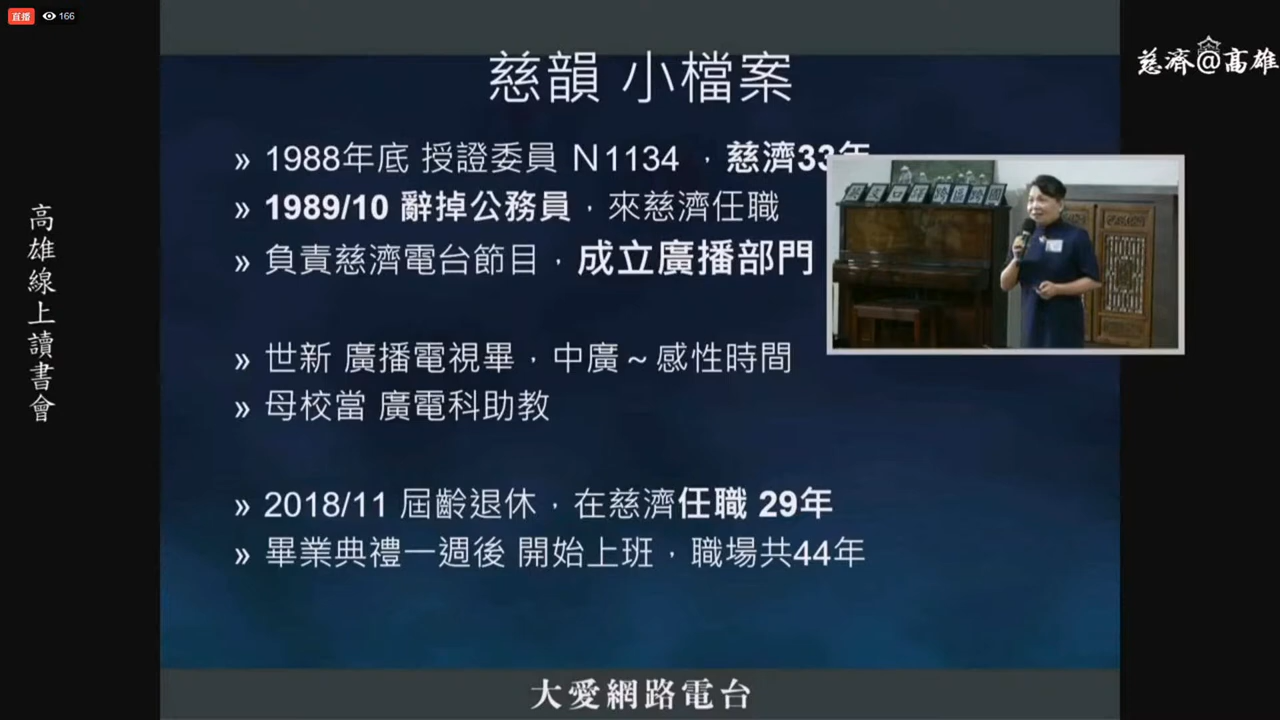 直播 166
慈濟@高雄
高雄線上讀書會
慈韻 小檔案
» 1988年底 授證委員 N1134 ，慈濟33年
» 1989/10 辭掉公務員，來慈濟任職
» 負責慈濟電台節目，成立廣播部門
» 世新 廣播電視畢，中廣～感性時間
» 母校當 廣電科助教
» 2018/11 屆齡退休，在慈濟任職 29年
» 畢業典禮一週後 開始上班，職場共44年
大愛網路電台